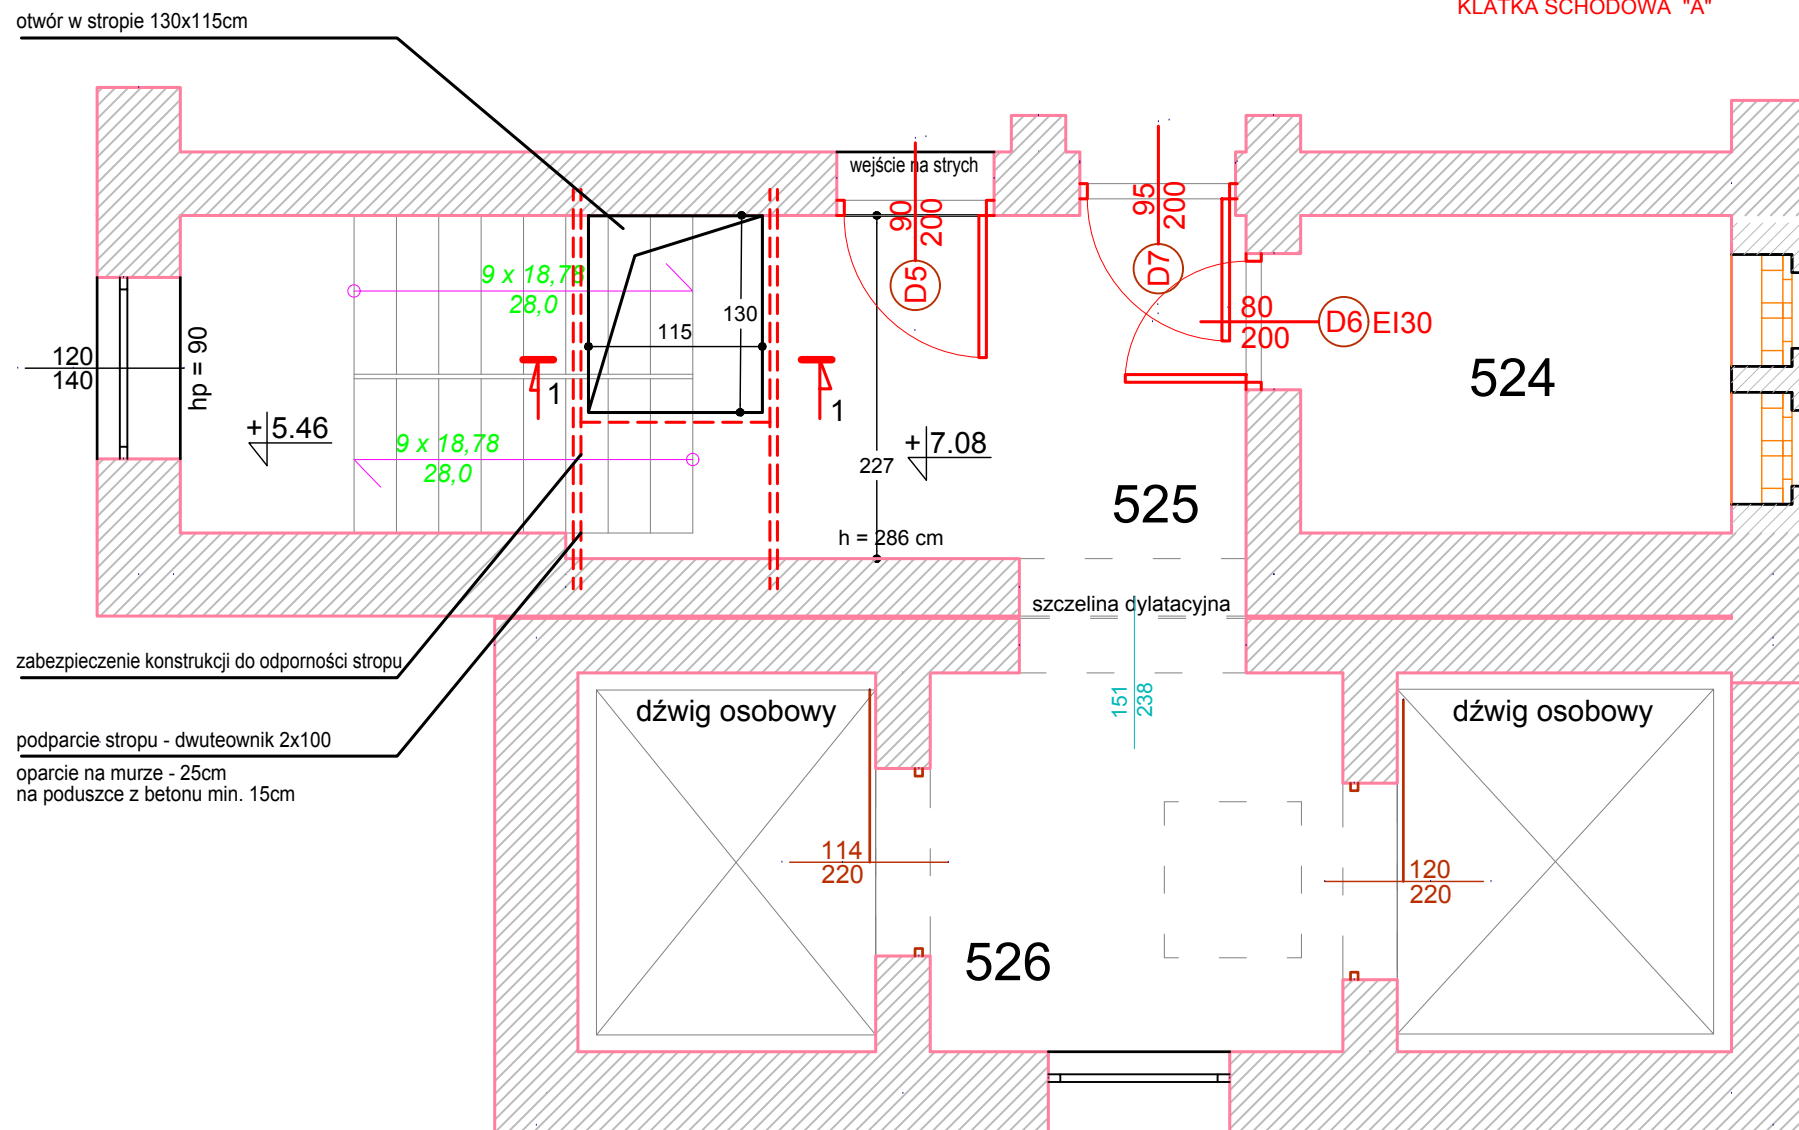 otwór w stropie 130x115cm
KLATKA SCHODOWA "A"
wejście na strych
90
200
D5
95
200
D7
80
200
D6 EI30
9 x 18,78
28,0
130
115
120
140
hp = 90
1
1
524
+5.46
9 x 18,78
28,0
+7.08
227
525
h = 286 cm
szczelina dylatacyjna
zabezpieczenie konstrukcji do odporności stropu
151
238
dźwig osobowy
dźwig osobowy
podparcie stropu - dwuteownik 2x100
oparcie na murze - 25cm
na poduszce z betonu min. 15cm
114
220
120
220
526